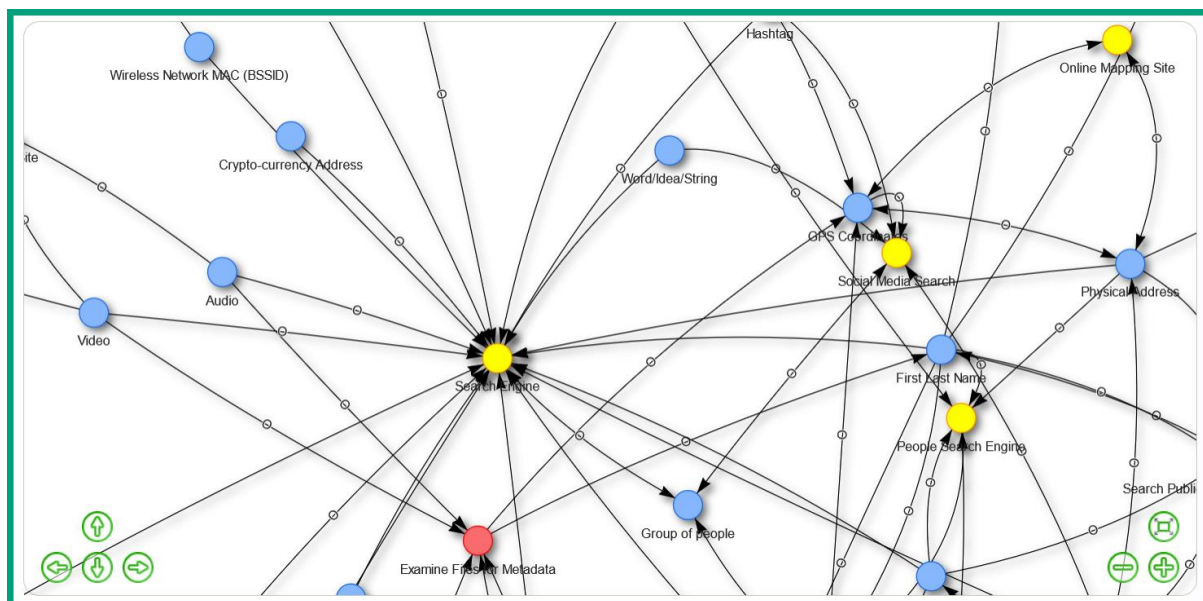 Hashtag
Online Mapping Site
Wireless Network MAC (BSSID)
Crypto-currency Address
Word/Idea/String
ite
GPS Coordinates
Social Media Search
Physical Address
Audio
Video
Search Engine
First Last Name
People Search Engine
Search Publi
Group of people
Examine Files for Metadata